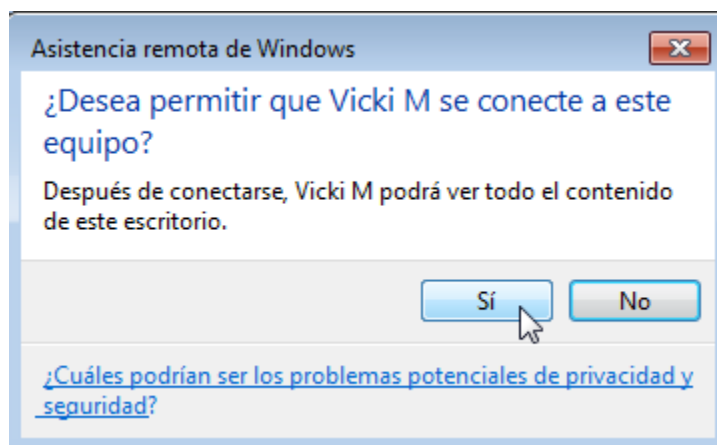 Asistencia remota de Windows
¿Desea permitir que Vicki M se conecte a este
equipo?
Después de conectarse, Vicki M podrá ver todo el contenido
de este escritorio.
Sí No
¿Cuáles podrían ser los problemas potenciales de privacidad y
seguridad?